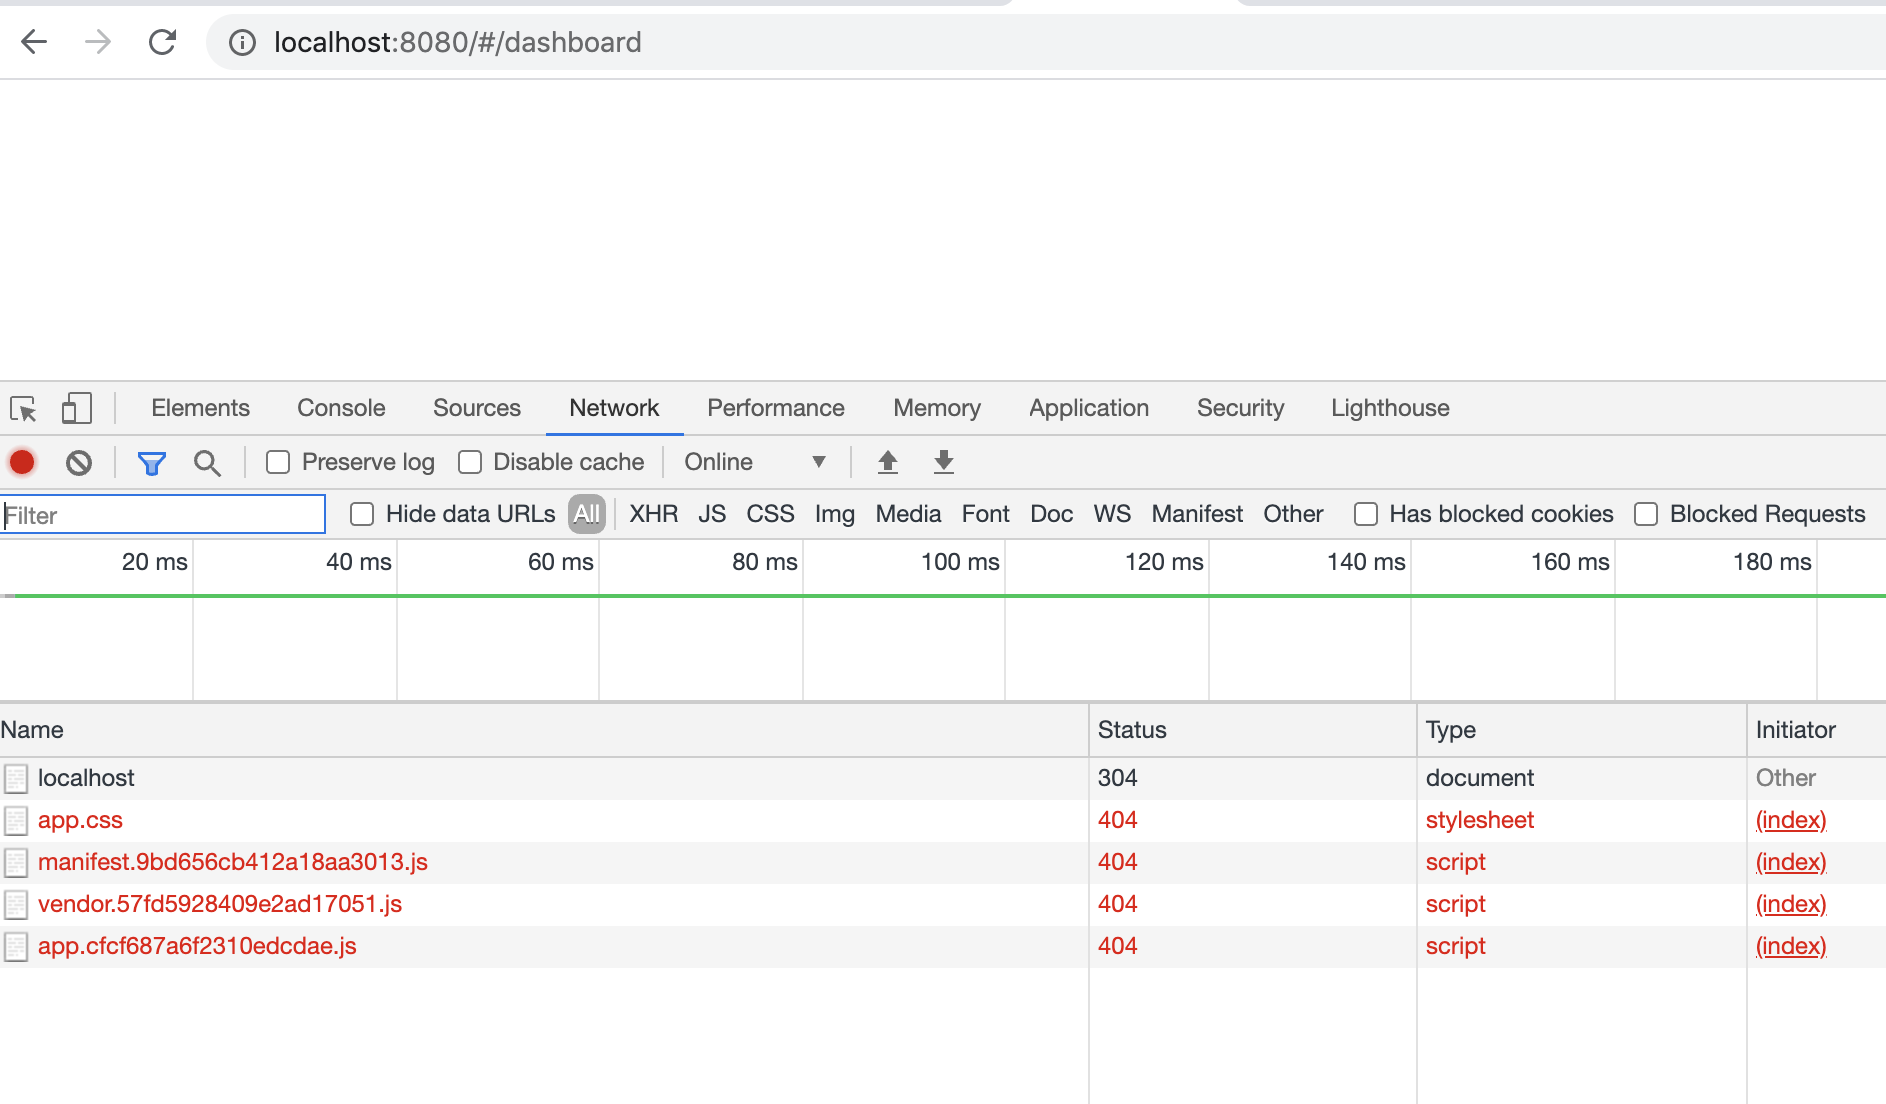 localhost:8080/#/dashboard
Elements Console Sources Network Performance Memory Application Security Lighthouse
Preserve log Disable cache Online
Filter Hide data URLs All XHR JS CSS Img Media Font Doc WS Manifest Other Has blocked cookies Blocked Requests
20 ms 40 ms 60 ms 80 ms 100 ms 120 ms 140 ms 160 ms 180 ms
Name Status Type Initiator
localhost 304 document Other
app.css 404 stylesheet (index)
manifest.9bd656cb412a18aa3013.js 404 script (index)
vendor.57fd5928409e2ad17051.js 404 script (index)
app.cfcf687a6f2310edcdae.js 404 script (index)